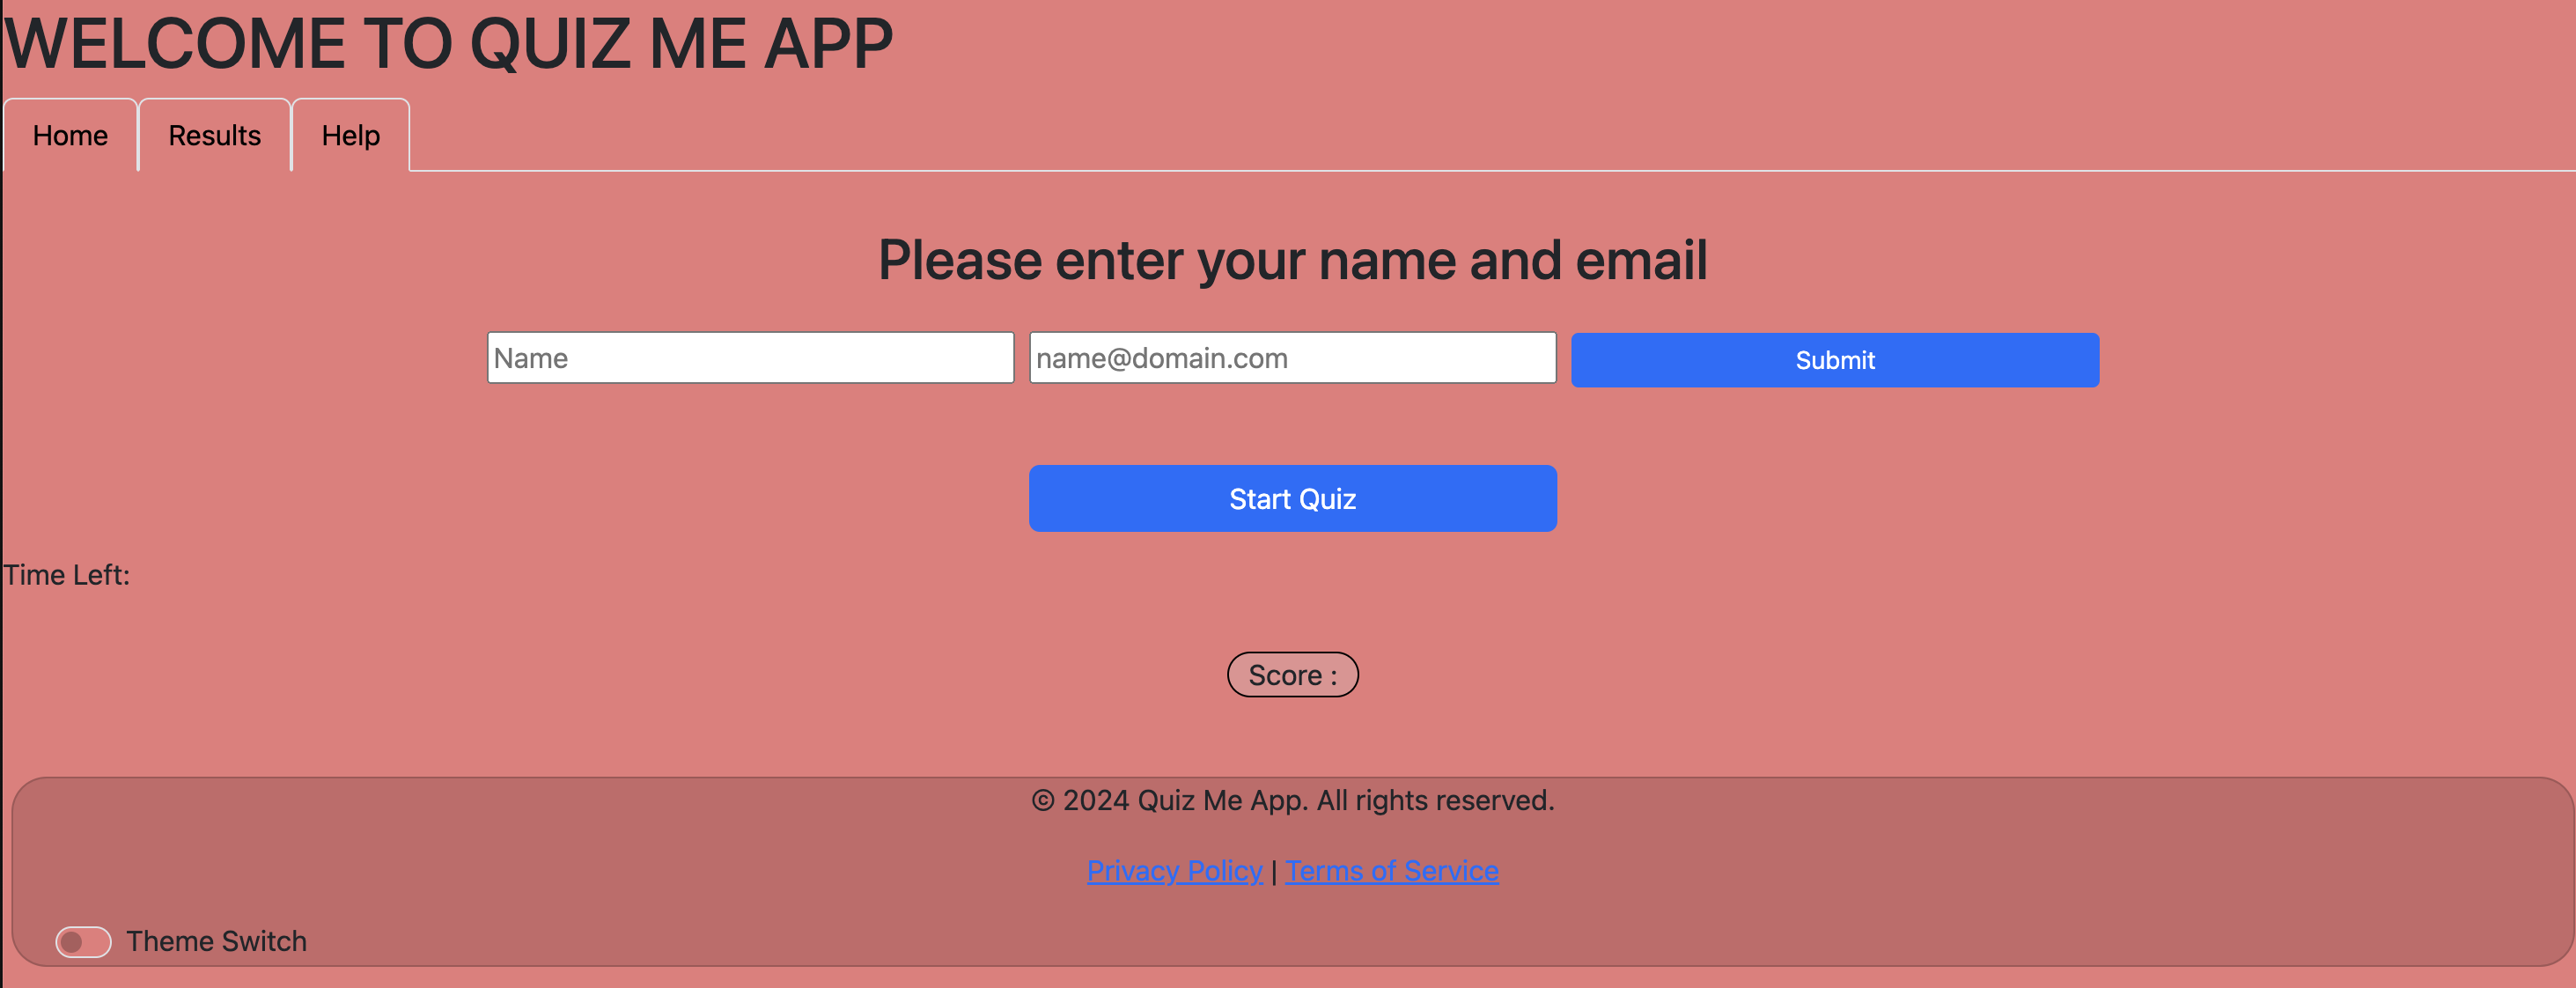 WELCOME TO QUIZ ME APP
Home Results Help
Please enter your name and email
Name name@domain.com Submit
Start Quiz
Time Left:
Score :
© 2024 Quiz Me App. All rights reserved.
Privacy Policy | Terms of Service
Theme Switch